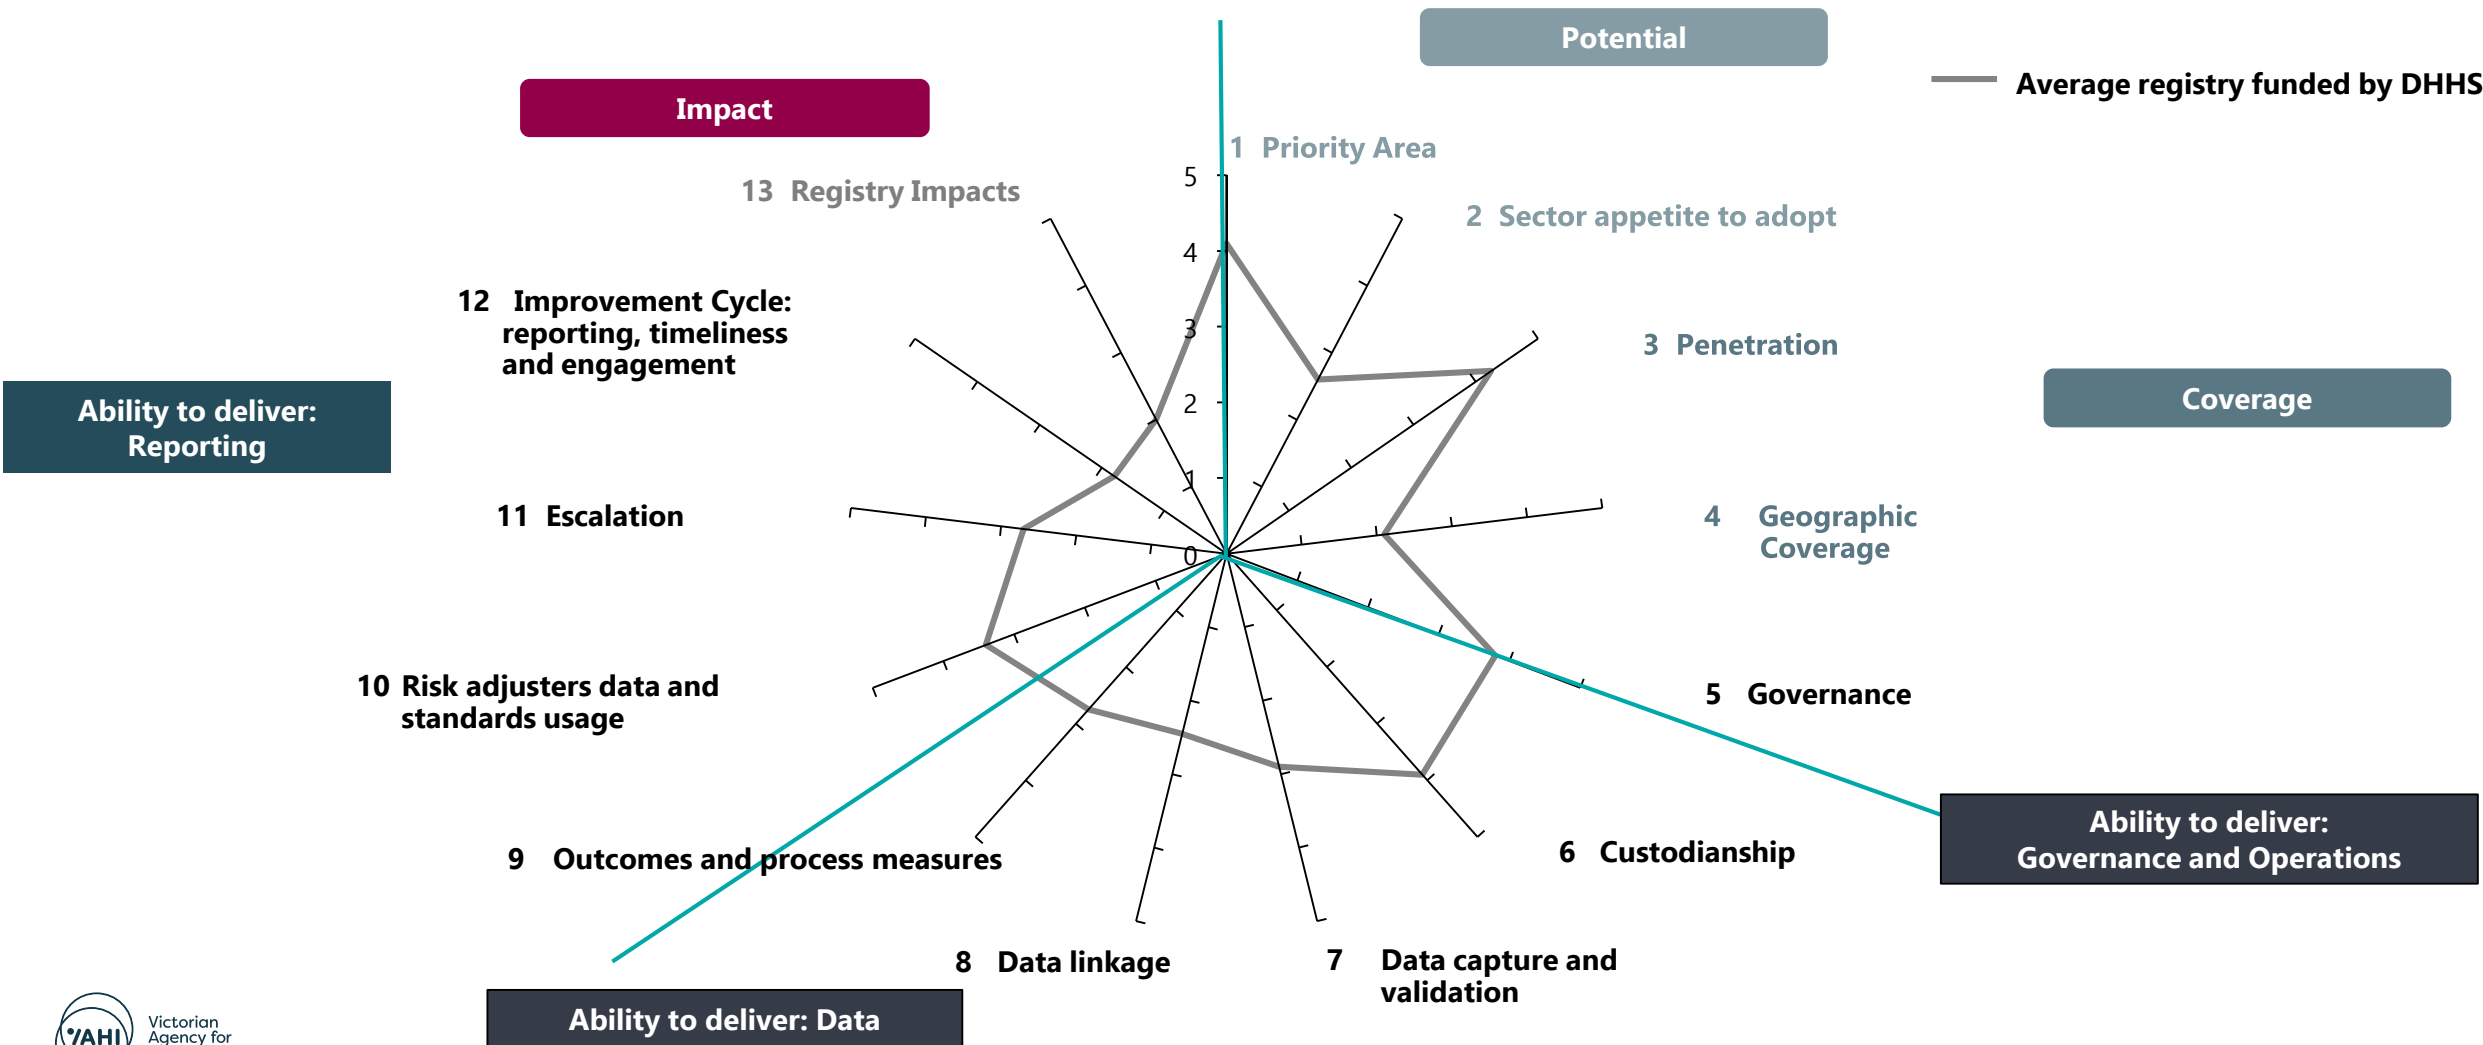 Potential
Average registry funded by DHHS
Impact
1 Priority Area
5
13 Registry Impacts
2 Sector appetite to adopt
4
12 Improvement Cycle:
reporting, timeliness
and engagement
3
3 Penetration
Ability to deliver:
Reporting
2
Coverage
1
11 Escalation
4 Geographic
Coverage
0
10 Risk adjusters data and
standards usage
5 Governance
Ability to deliver:
Governance and Operations
9 Outcomes and process measures
6 Custodianship
8 Data linkage
7 Data capture and
validation
Ability to deliver: Data
VAHI
Victorian
Agency for